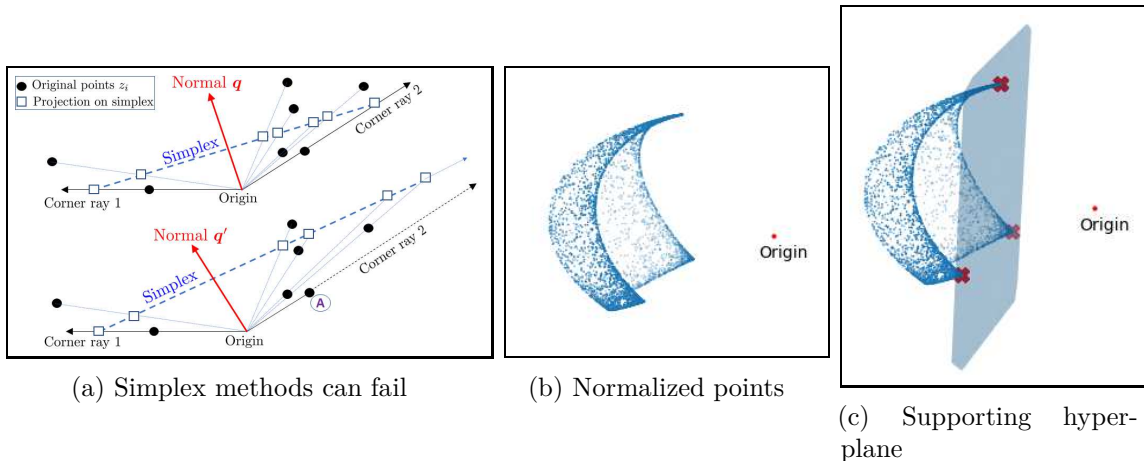 Original points z_i
Projection on simplex
Normal q
Simplex
Corner ray 2
Corner ray 1
Origin
Normal q′
Simplex
Corner ray 2
A
Corner ray 1
Origin
(a) Simplex methods can fail
Origin
(b) Normalized points
Origin
(c) Supporting hyper-
plane